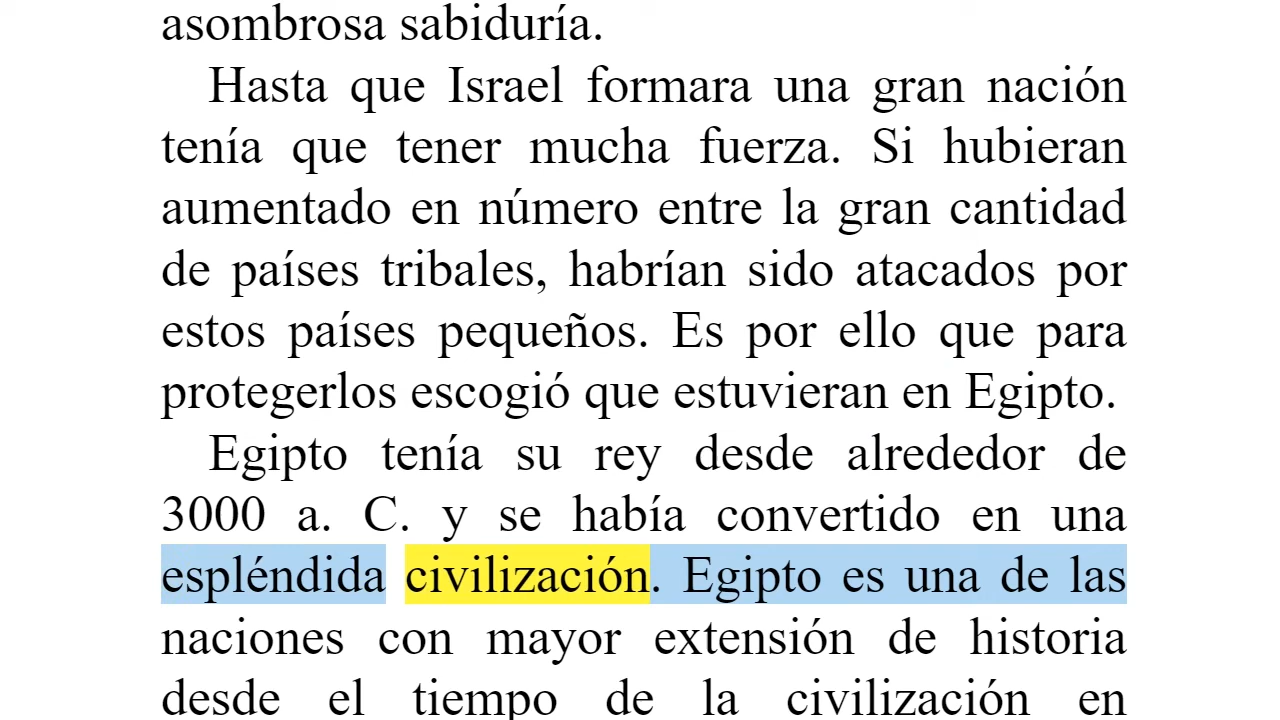 asombrosa sabiduría.
Hasta que Israel formara una gran nación
tenía que tener mucha fuerza. Si hubieran
aumentado en número entre la gran cantidad
de países tribales, habrían sido atacados por
estos países pequeños. Es por ello que para
protegerlos escogió que estuvieran en Egipto.
Egipto tenía su rey desde alrededor de
3000 a. C. y se había convertido en una
espléndida civilización. Egipto es una de las
naciones con mayor extensión de historia
desde el tiempo de la civilización en